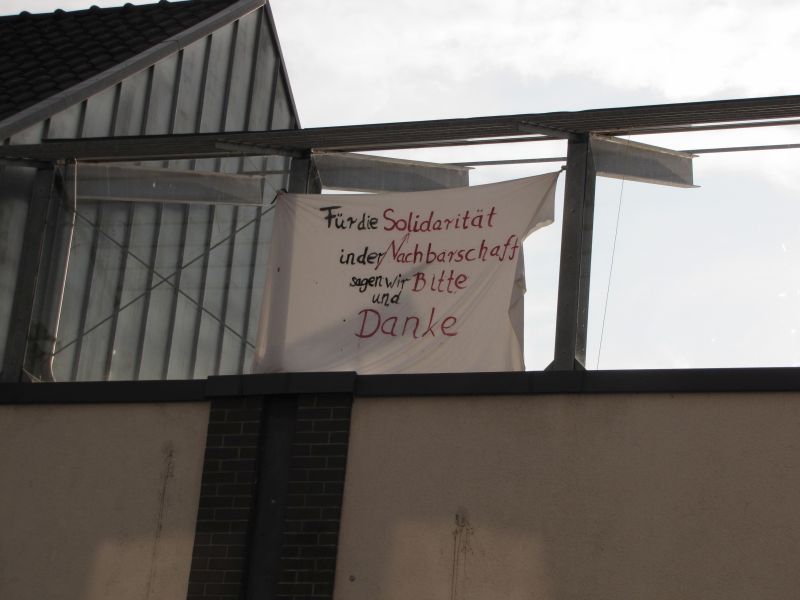 Für die Solidarität
in der Nachbarschaft
sagen wir Bitte
und
Danke